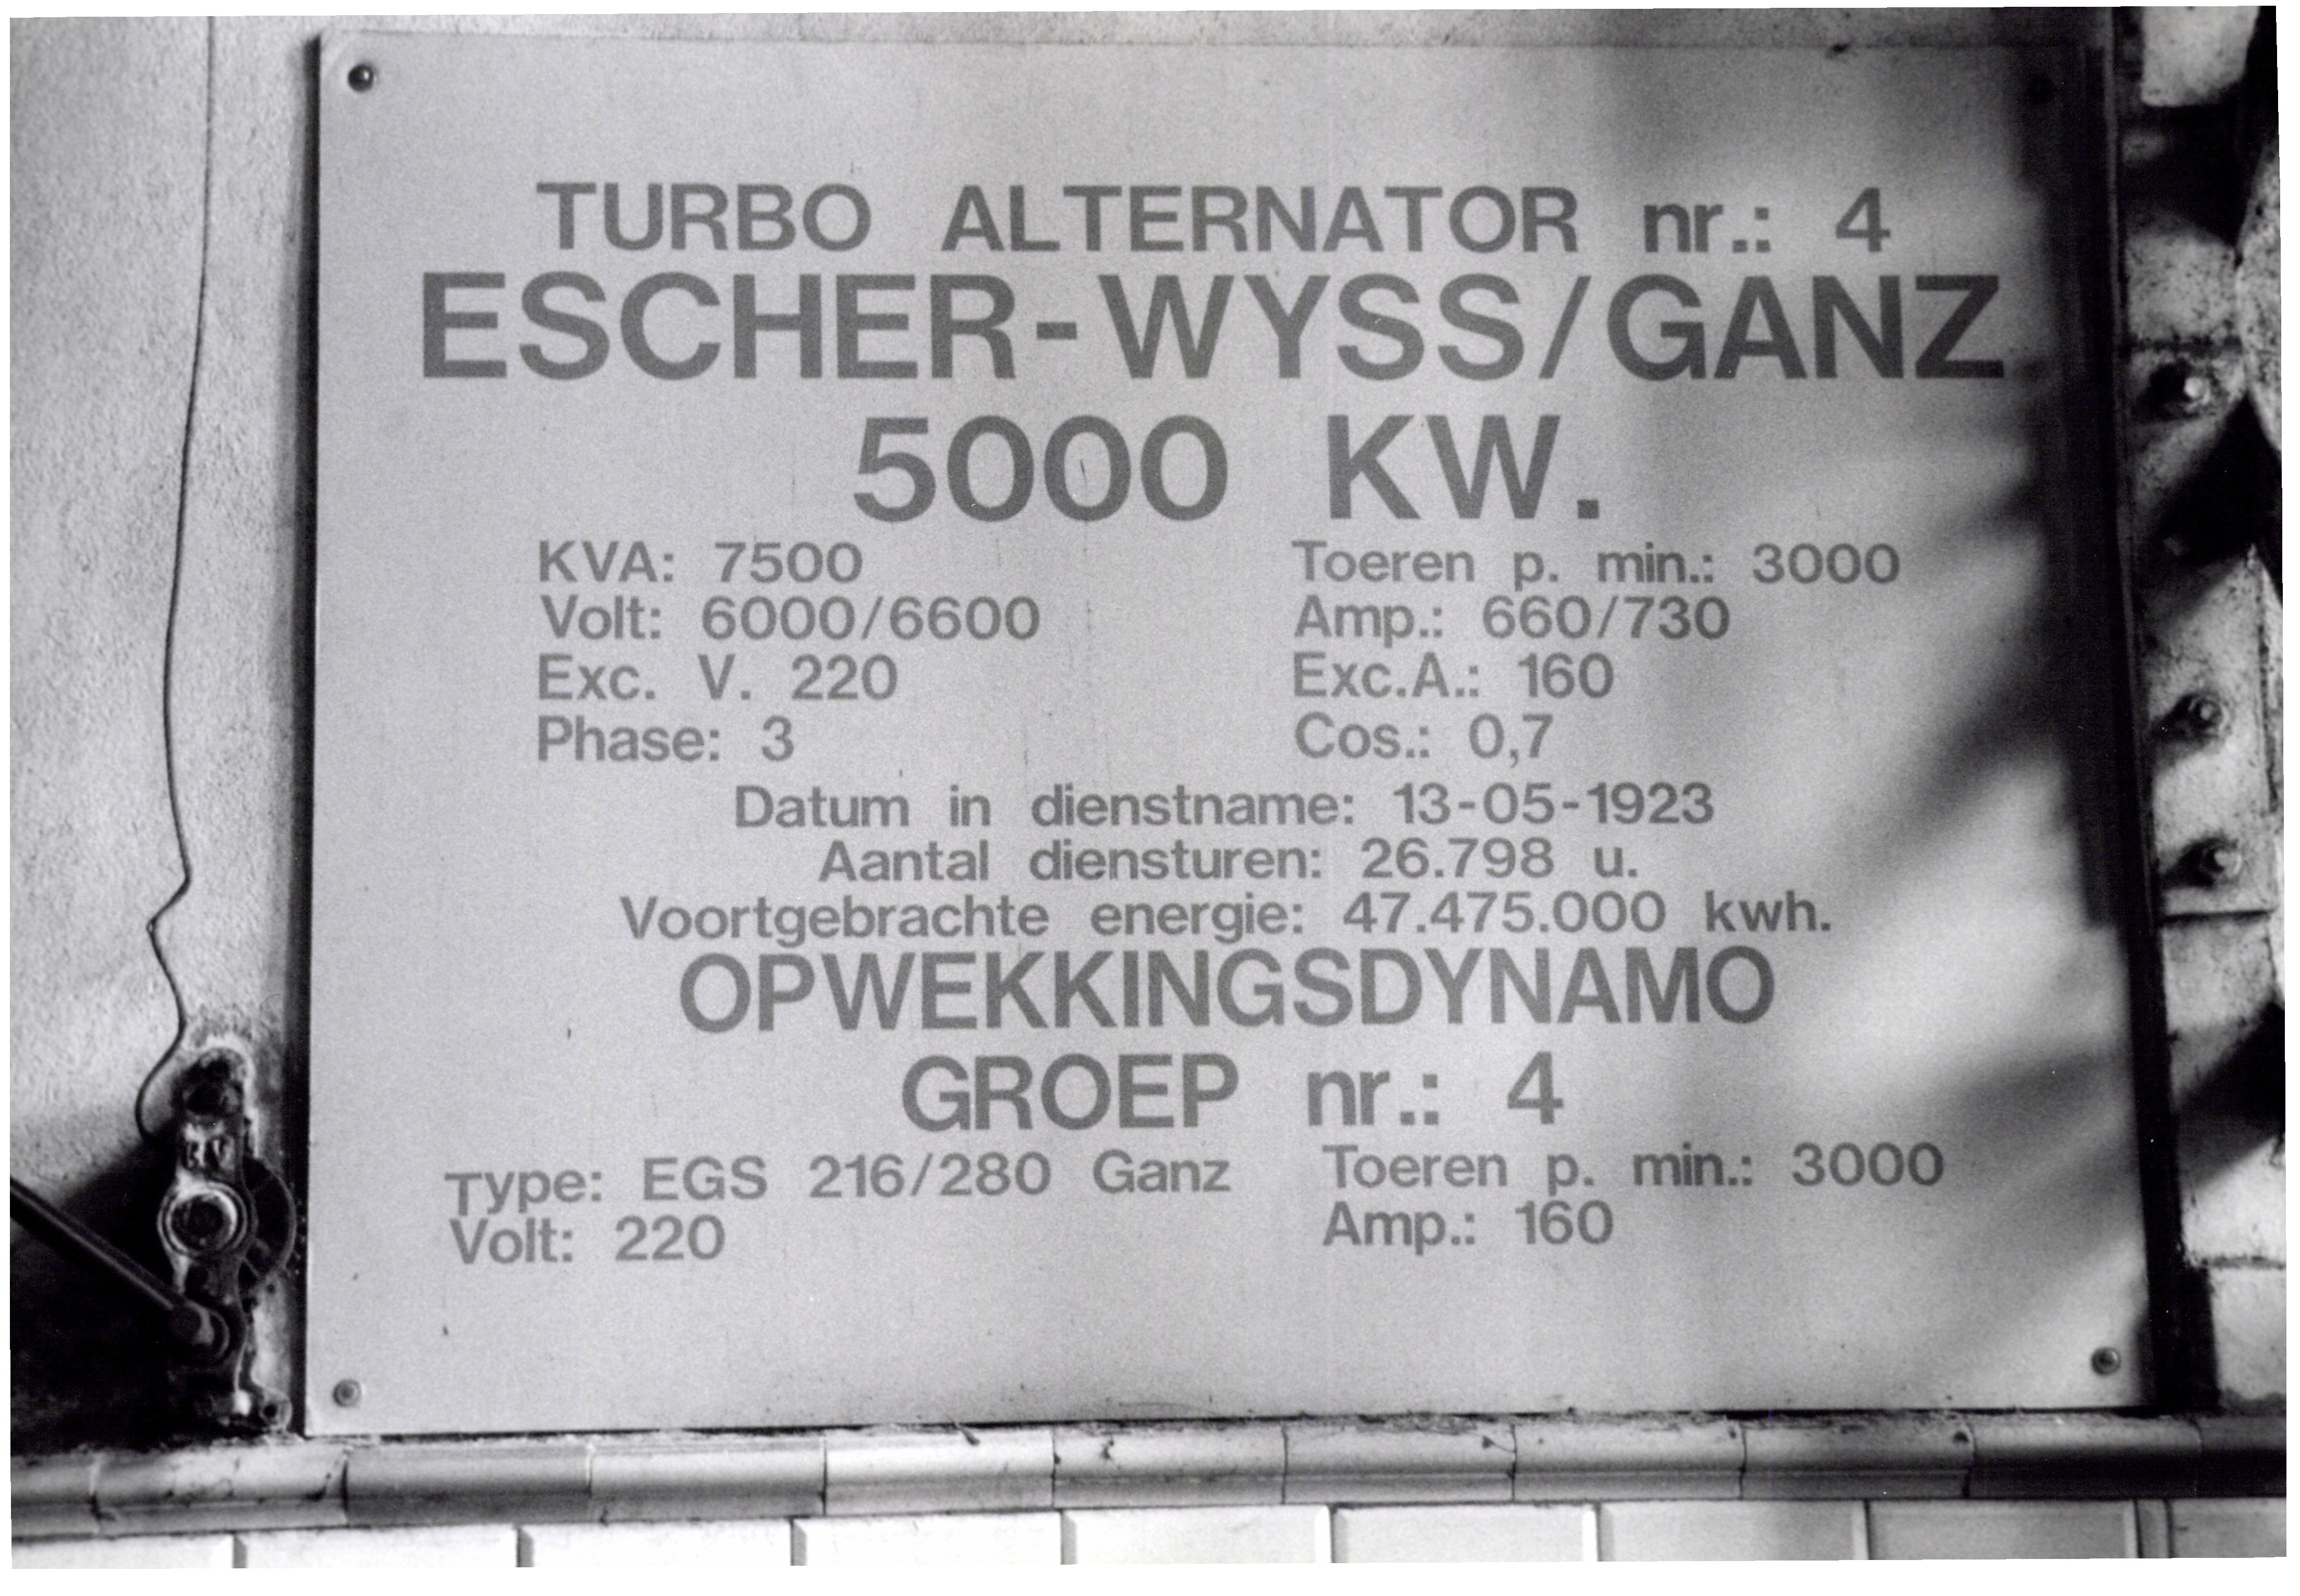 TURBO ALTERNATOR nr.: 4
ESCHER-WYSS/GANZ
5000 KW.
KVA: 7500 Toeren p. min.: 3000
Volt: 6000/6600 Amp.: 660/730
Exc. V. 220 Exc.A.: 160
Phase: 3 Cos.: 0,7
Datum in dienstname: 13-05-1923
Aantal diensturen: 26.798 u.
Voortgebrachte energie: 47.475.000 kwh.
OPWEKKINGSDYNAMO
GROEP nr.: 4
Type: EGS 216/280 Ganz Toeren p. min.: 3000
Volt: 220 Amp.: 160